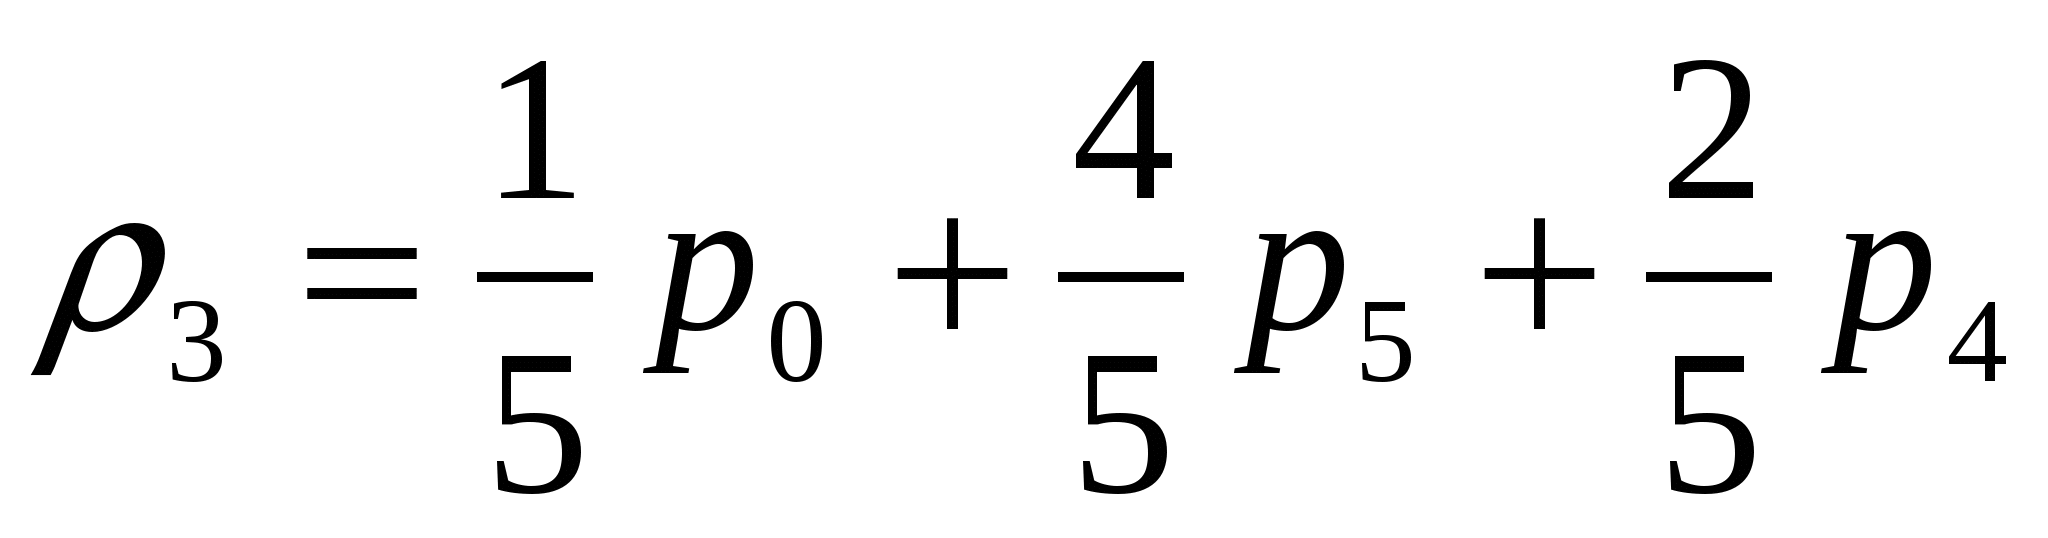 ρ₃ = 1/5 p₀ + 4/5 p₅ + 2/5 p₄